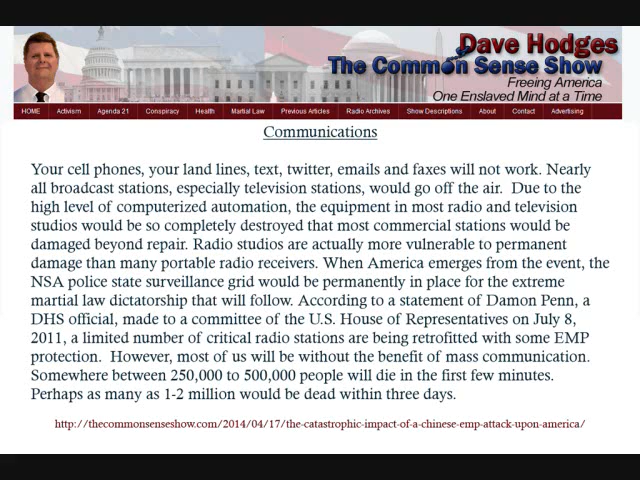 Dave Hodges
The Common Sense Show
Freeing America
One Enslaved Mind at a Time
HOME Activism Agenda 21 Conspiracy Health Martial Law Previous Articles Radio Archives Show Descriptions About Contact Advertising
Communications
Your cell phones, your land lines, text, twitter, emails and faxes will not work. Nearly
all broadcast stations, especially television stations, would go off the air.  Due to the
high level of computerized automation, the equipment in most radio and television
studios would be so completely destroyed that most commercial stations would be
damaged beyond repair. Radio studios are actually more vulnerable to permanent
damage than many portable radio receivers. When America emerges from the event, the
NSA police state surveillance grid would be permanently in place for the extreme
martial law dictatorship that will follow. According to a statement of Damon Penn, a
DHS official, made to a committee of the U.S. House of Representatives on July 8,
2011, a limited number of critical radio stations are being retrofitted with some EMP
protection.  However, most of us will be without the benefit of mass communication.
Somewhere between 250,000 to 500,000 people will die in the first few minutes.
Perhaps as many as 1-2 million would be dead within three days.
http://thecommonsenseshow.com/2014/04/17/the-catastrophic-impact-of-a-chinese-emp-attack-upon-america/